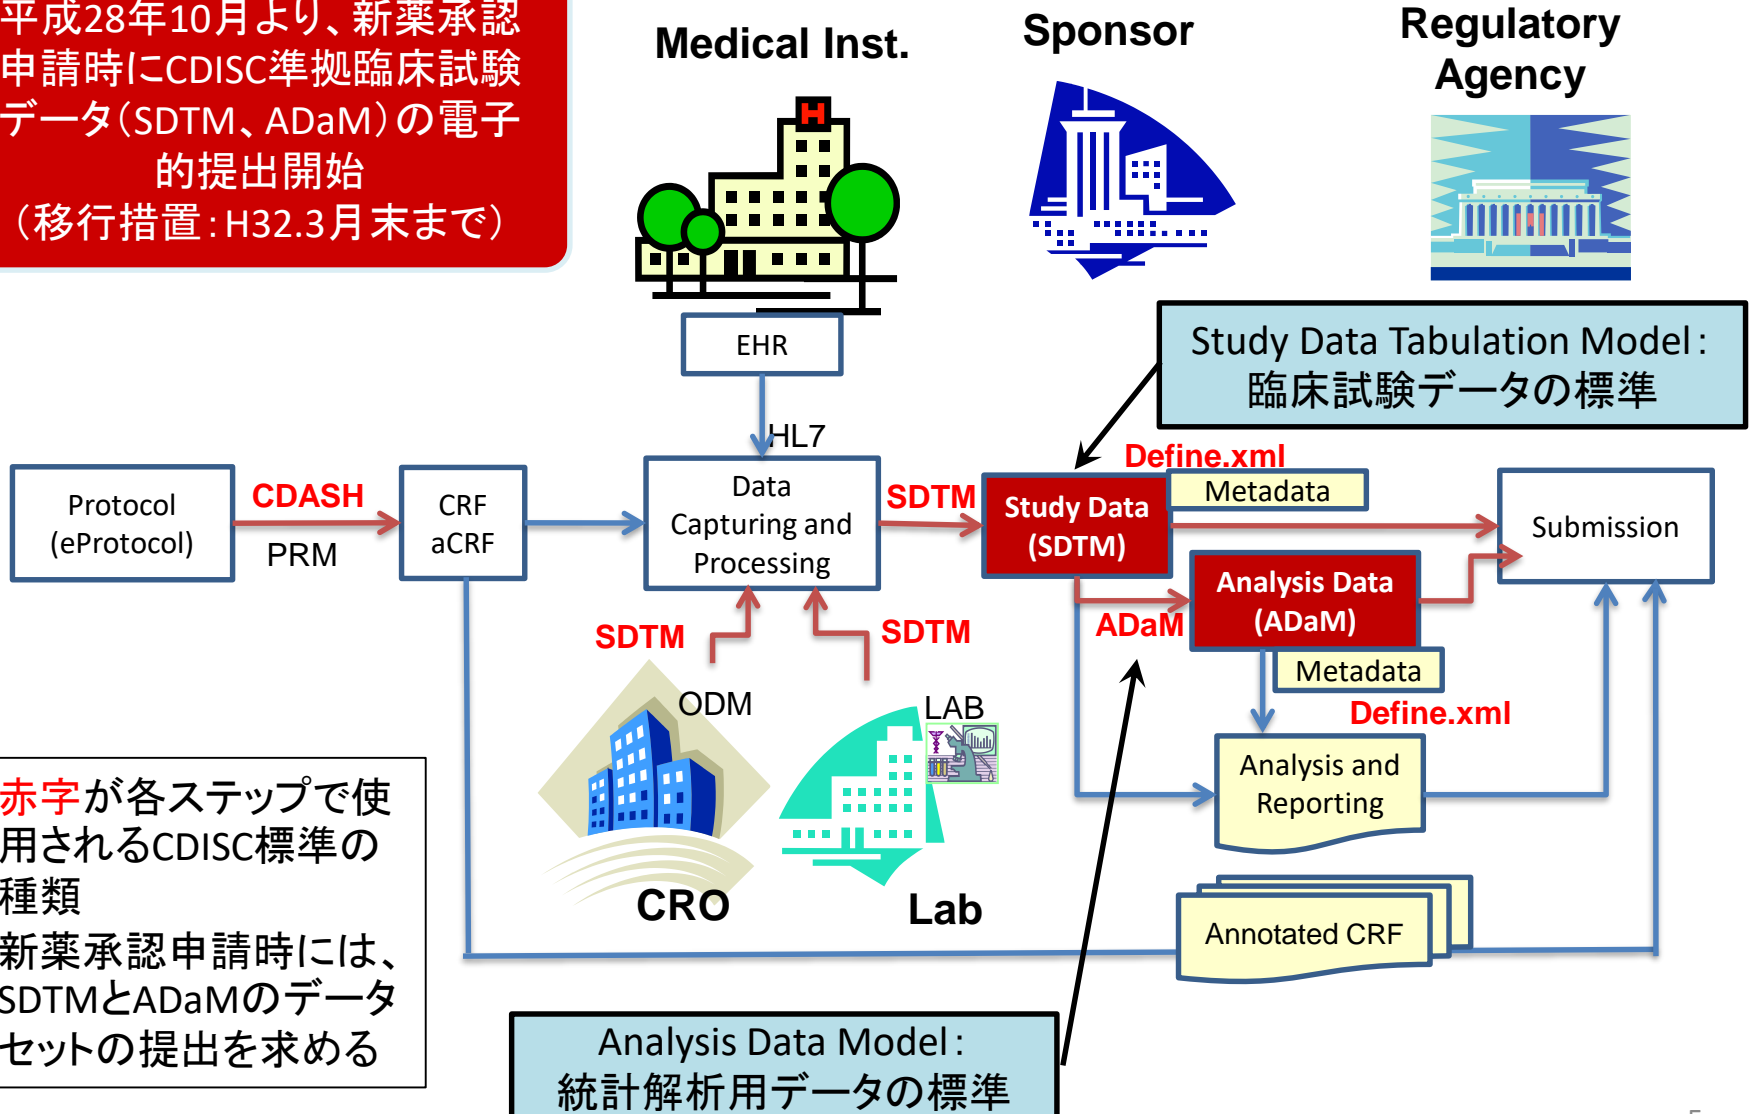 平成28年10月より、新薬承認
申請時にCDISC準拠臨床試験
データ（SDTM、ADaM）の電子
的提出開始
（移行措置：H32.3月末まで）
Medical Inst.
Sponsor
Regulatory
Agency
H
EHR
HL7
Study Data Tabulation Model：
臨床試験データの標準
Protocol
(eProtocol)
CDASH
PRM
CRF
aCRF
Data
Capturing and
Processing
SDTM
Study Data
(SDTM)
Define.xml
Metadata
Submission
SDTM
SDTM
ADaM
Analysis Data
(ADaM)
Metadata
Define.xml
ODM
LAB
CRO
Lab
Analysis and
Reporting
Annotated CRF
赤字が各ステップで使
用されるCDISC標準の
種類
新薬承認申請時には、
SDTMとADaMのデータ
セットの提出を求める
Analysis Data Model：
統計解析用データの標準